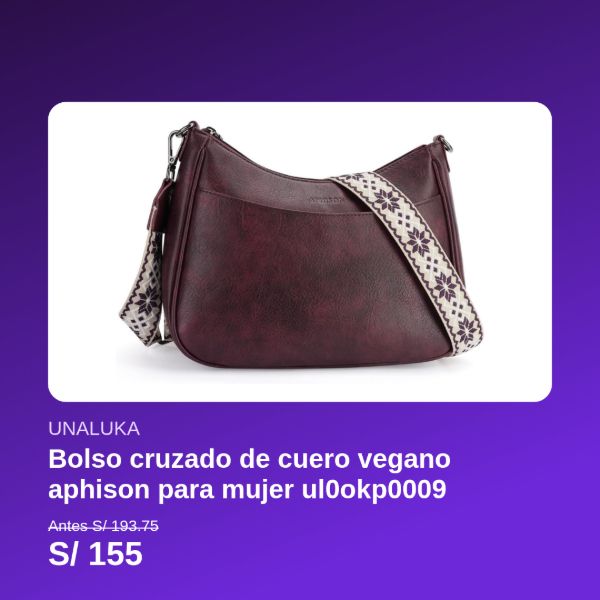 UNALUKA
Bolso cruzado de cuero vegano
aphison para mujer ul0okp0009
Antes S/ 193.75
S/ 155